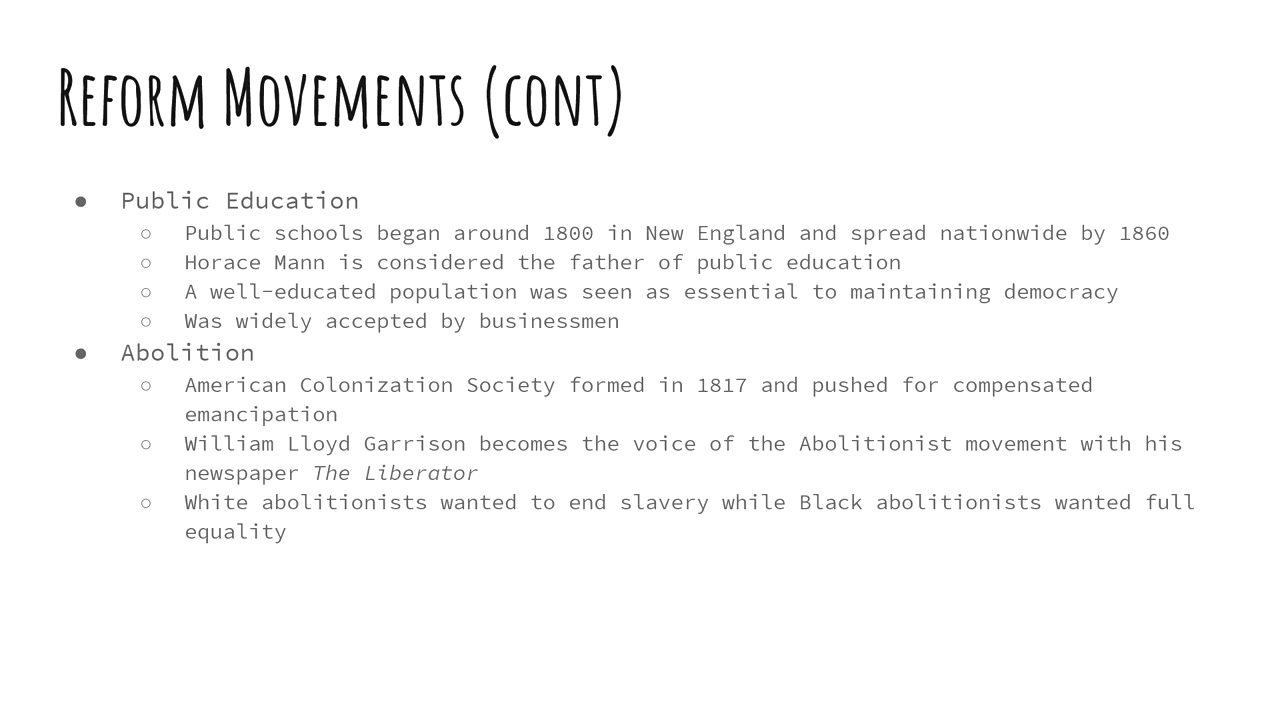 Reform Movements (cont)
● Public Education
○ Public schools began around 1800 in New England and spread nationwide by 1860
○ Horace Mann is considered the father of public education
○ A well-educated population was seen as essential to maintaining democracy
○ Was widely accepted by businessmen
● Abolition
○ American Colonization Society formed in 1817 and pushed for compensated
emancipation
○ William Lloyd Garrison becomes the voice of the Abolitionist movement with his
newspaper The Liberator
○ White abolitionists wanted to end slavery while Black abolitionists wanted full
equality